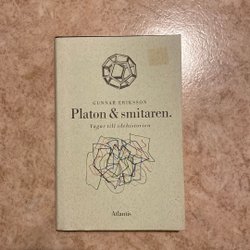 GUNNAR ERIKSSON
Platon & smitaren.
Vägar till idéhistorien
Atlantis